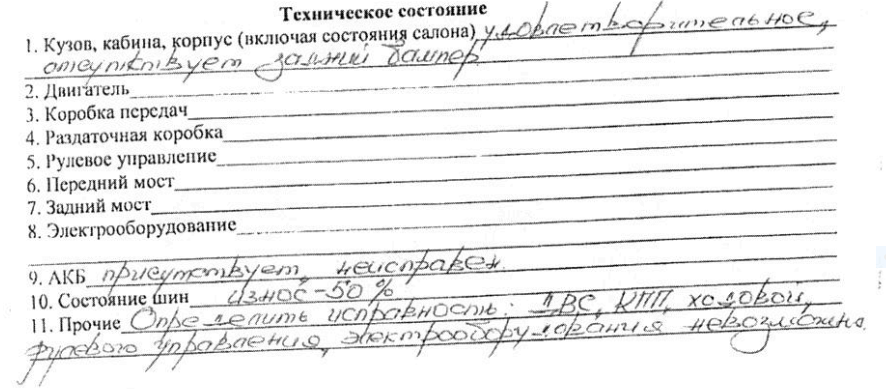 Техническое состояние
1. Кузов, кабина, корпус (включая состояния салона) удовлетворительное,
отсутствует задний бампер
2. Двигатель
3. Коробка передач
4. Раздаточная коробка
5. Рулевое управление
6. Передний мост
7. Задний мост
8. Электрооборудование
9. АКБ присутствует, неисправен.
10. Состояние шин износ-50 %
11. Прочие Определить исправность: ДВС, КПП, ходовой,
рулевого управления, электрооборудования невозможно.